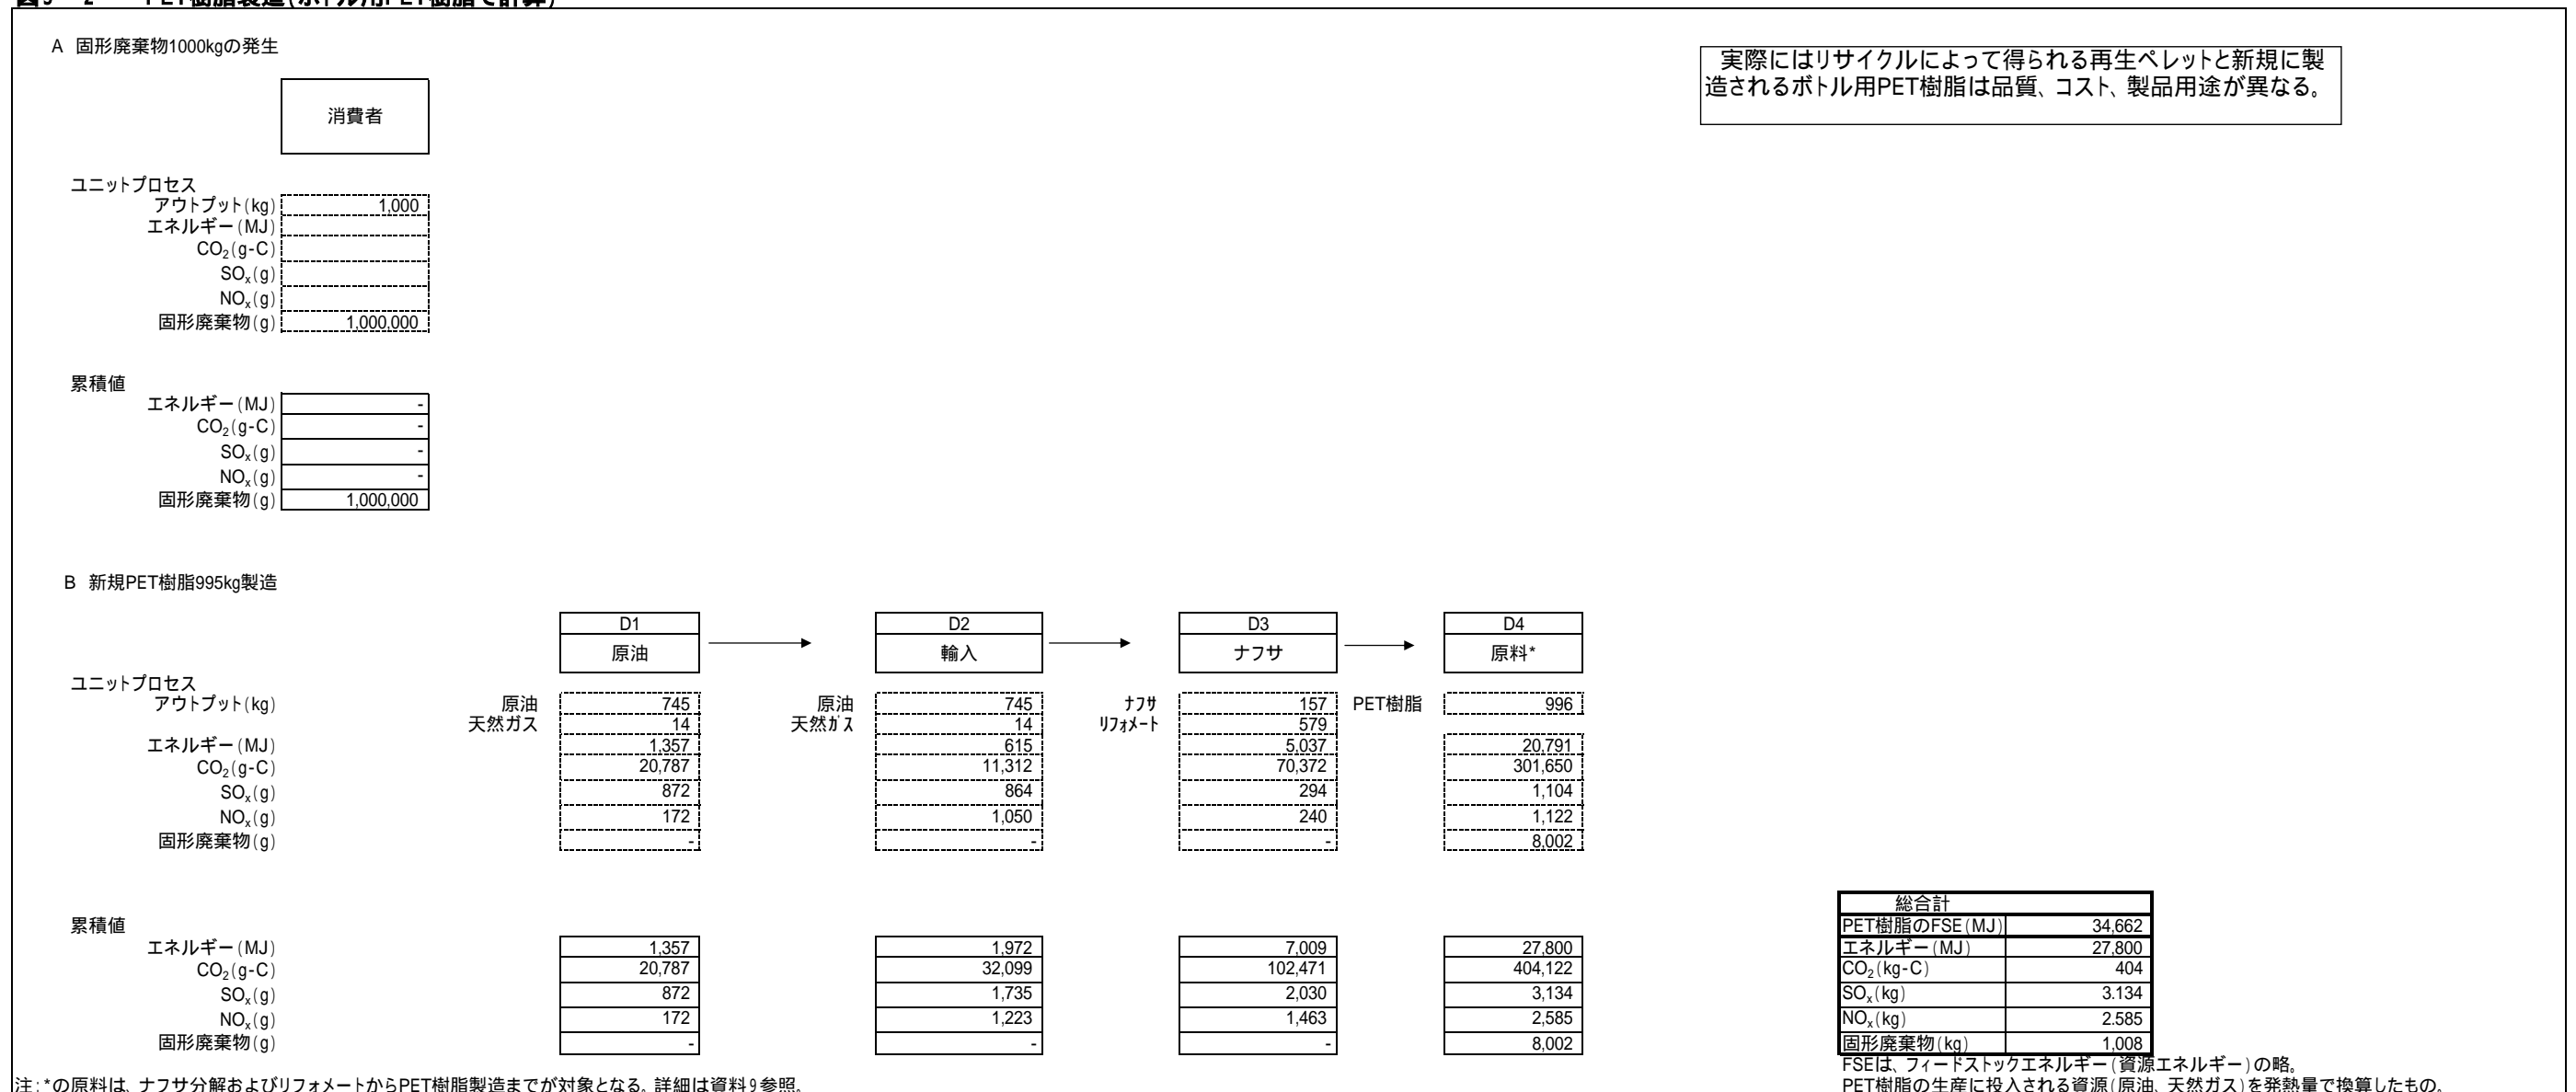 PET樹脂製造(ボトル用PET樹脂で計算)
A 固形廃棄物1000kgの発生
実際にはリサイクルによって得られる再生ペレットと新規に製
造されるボトル用PET樹脂は品質、コスト、製品用途が異なる。
消費者
ユニットプロセス
アウトプット(kg) 1,000
エネルギー(MJ)
CO2(g-C)
SOx(g)
NOx(g)
固形廃棄物(g) 1,000,000
累積値
エネルギー(MJ) -
CO2(g-C) -
SOx(g) -
NOx(g) -
固形廃棄物(g) 1,000,000
B 新規PET樹脂995kg製造
D1 D2 D3 D4
原油 輸入 ナフサ 原料*
ユニットプロセス
アウトプット(kg) 原油 745 原油 745 ナフサ 157 PET樹脂 996
天然ガス 14 天然ガス 14 リフォメート 579
エネルギー(MJ) 1,357 615 5,037 20,791
CO2(g-C) 20,787 11,312 70,372 301,650
SOx(g) 872 864 294 1,104
NOx(g) 172 1,050 240 1,122
固形廃棄物(g) - - - 8,002
累積値
エネルギー(MJ) 1,357 1,972 7,009 27,800
CO2(g-C) 20,787 32,099 102,471 404,122
SOx(g) 872 1,735 2,030 3,134
NOx(g) 172 1,223 1,463 2,585
固形廃棄物(g) - - - 8,002
総合計
PET樹脂のFSE(MJ) 34,662
エネルギー(MJ) 27,800
CO2(kg-C) 404
SOx(kg) 3.134
NOx(kg) 2.585
固形廃棄物(kg) 1,008
FSEは、フィードストックエネルギー(資源エネルギー)の略。
PET樹脂の生産に投入される資源(原油、天然ガス)を発熱量で換算したもの。
注:*の原料は、ナフサ分解およびリフォメートからPET樹脂製造までが対象となる。詳細は資料9参照。